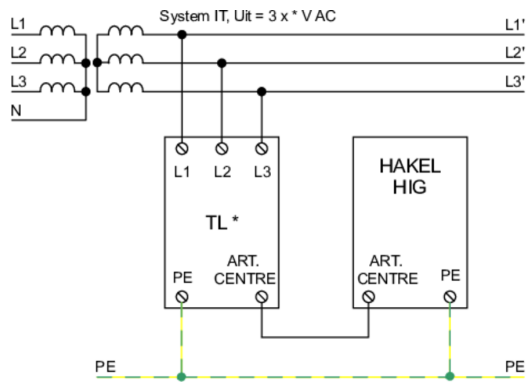 System IT, Uit = 3 x * V AC
L1
L1'
L2
L2'
L3
L3'
N
L1 L2 L3
HAKEL
HIG
TL *
ART.
CENTRE
PE
ART.
CENTRE
PE
PE
PE